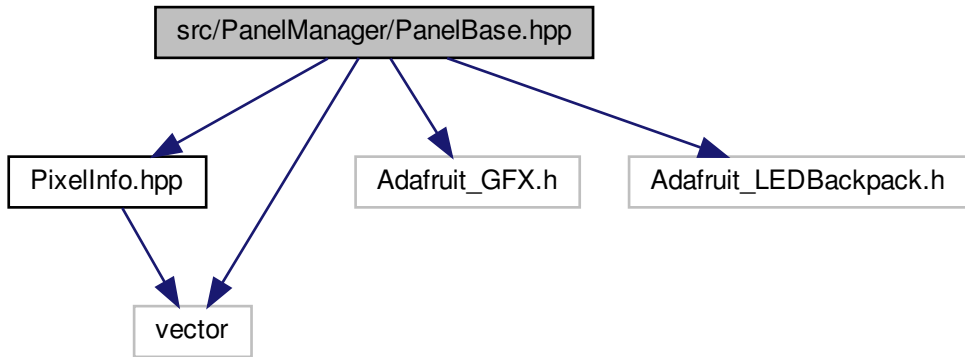 src/PanelManager/PanelBase.hpp
PixelInfo.hpp
Adafruit_GFX.h
Adafruit_LEDBackpack.h
vector